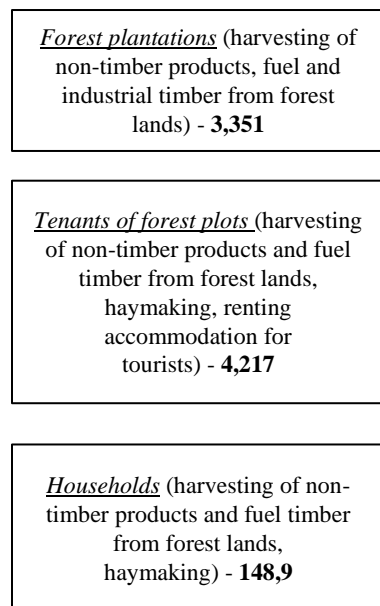 Forest plantations (harvesting of
non-timber products, fuel and
industrial timber from forest
lands) - 3,351
Tenants of forest plots (harvesting
of non-timber products and fuel
timber from forest lands,
haymaking, renting
accommodation for
tourists) - 4,217
Households (harvesting of non-
timber products and fuel timber
from forest lands,
haymaking) - 148,9